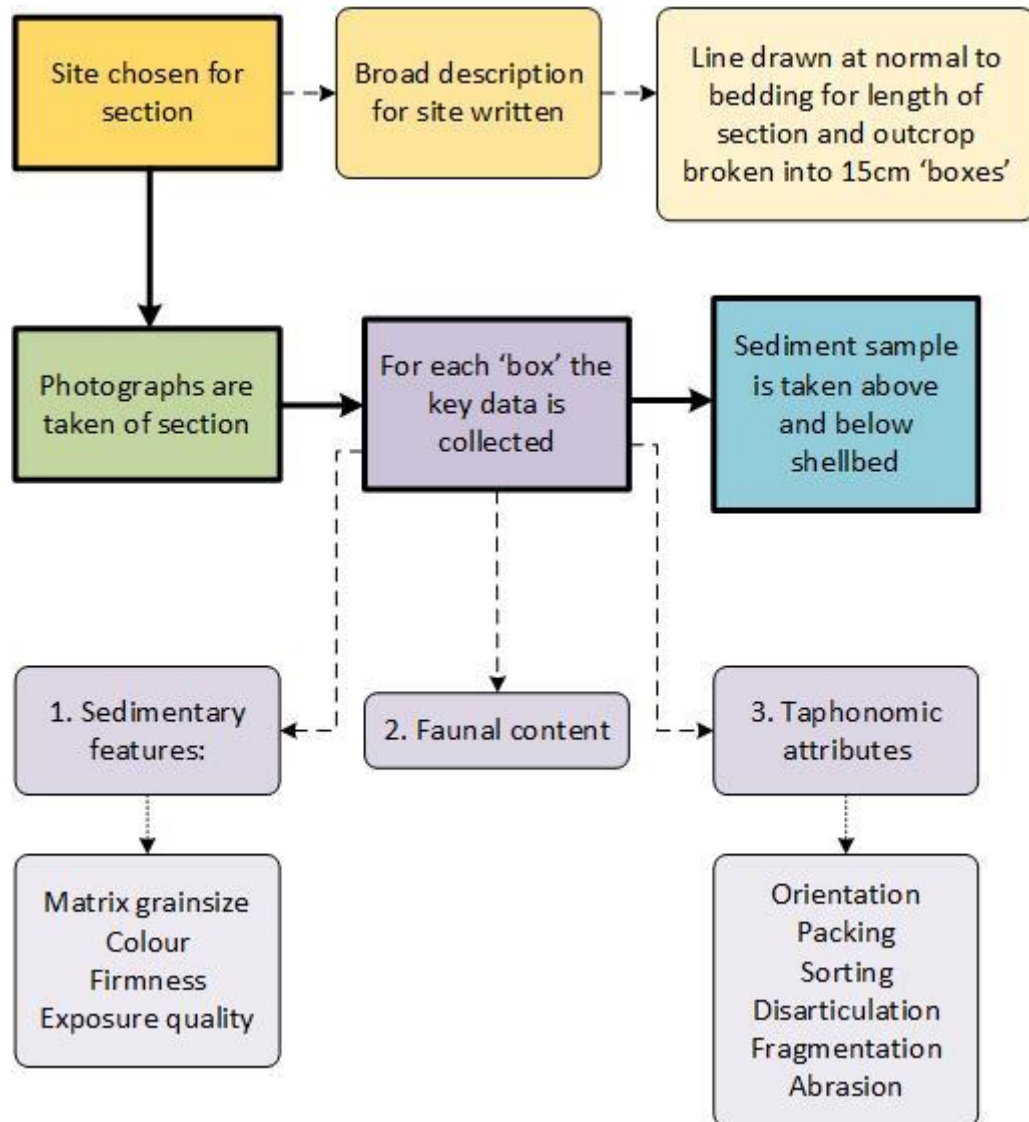 Site chosen for
section
Broad description
for site written
Line drawn at normal to
bedding for length of
section and outcrop
broken into 15cm ‘boxes’
Photographs are
taken of section
For each ‘box’ the
key data is
collected
Sediment sample
is taken above
and below
shellbed
1. Sedimentary
features:
2. Faunal content
3. Taphonomic
attributes
Matrix grainsize
Colour
Firmness
Exposure quality
Orientation
Packing
Sorting
Disarticulation
Fragmentation
Abrasion